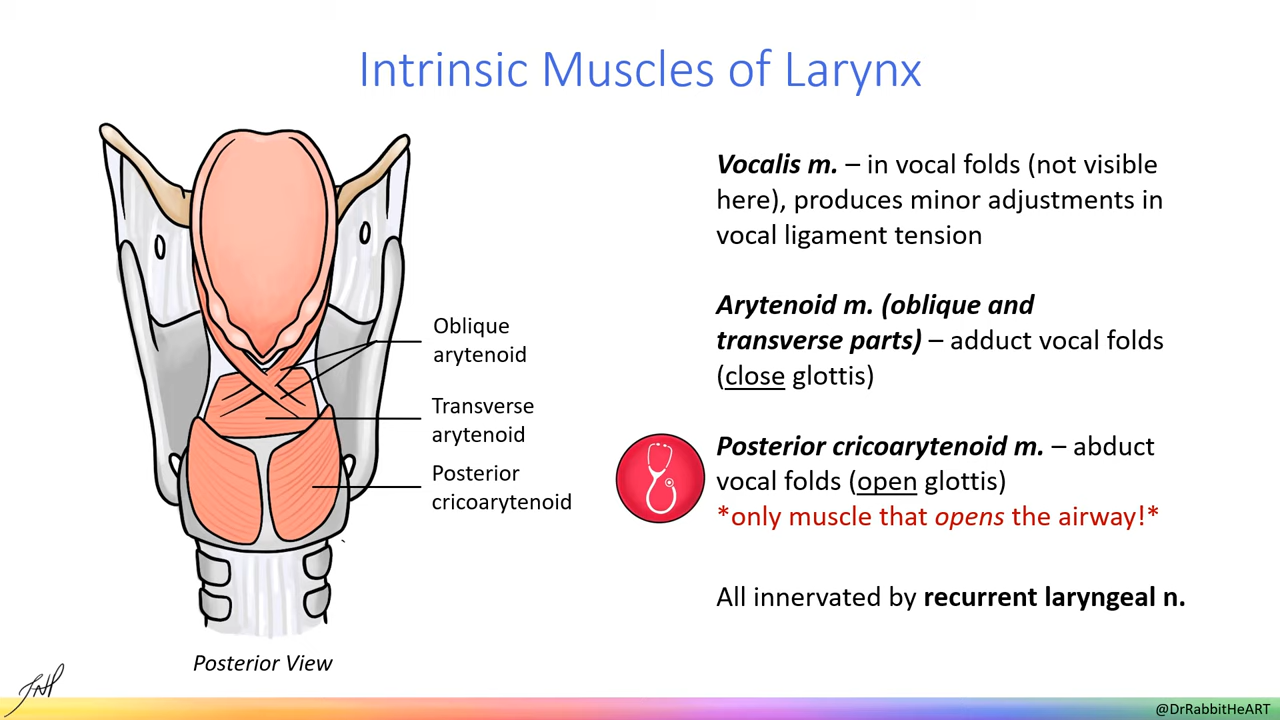 Intrinsic Muscles of Larynx
Vocalis m. – in vocal folds (not visible
here), produces minor adjustments in
vocal ligament tension
Oblique
arytenoid
Transverse
arytenoid
Posterior
cricoarytenoid
Arytenoid m. (oblique and
transverse parts) – adduct vocal folds
(close glottis)
Posterior cricoarytenoid m. – abduct
vocal folds (open glottis)
*only muscle that opens the airway!*
All innervated by recurrent laryngeal n.
Posterior View
@DrRabbitHeART